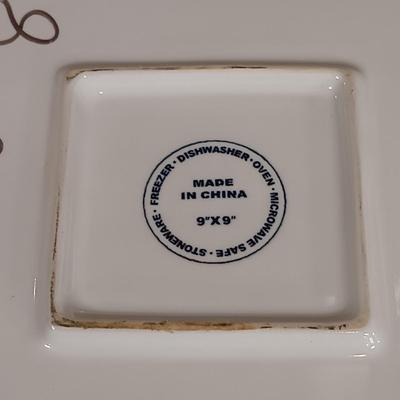 FREEZER · DISHWASHER · OVEN · MICROWAVE SAFE · STONEWARE ·
MADE
IN CHINA
9"X9"